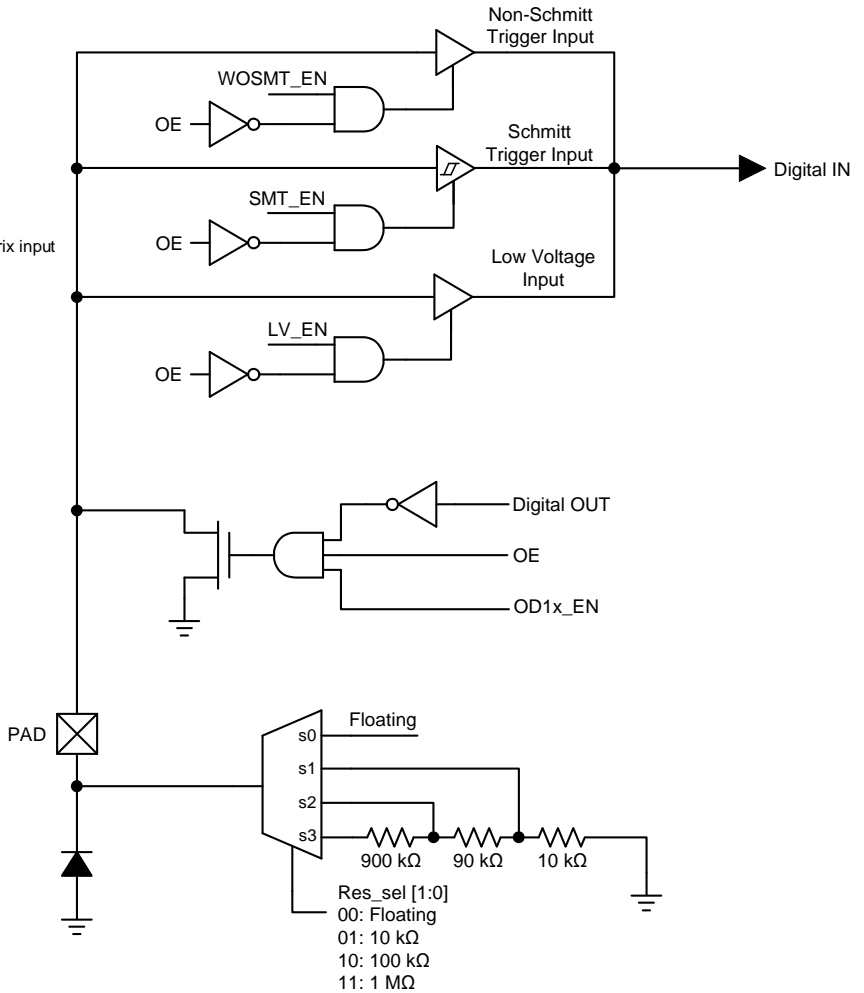 Non-Schmitt
Trigger Input
WOSMT_EN
OE
Schmitt
Trigger Input
Digital IN
SMT_EN
OE
rix input
Low Voltage
Input
LV_EN
OE
Digital OUT
OE
OD1x_EN
PAD
Floating
s0
s1
s2
s3
900 kΩ
90 kΩ
10 kΩ
Res_sel [1:0]
00: Floating
01: 10 kΩ
10: 100 kΩ
11: 1 MΩ